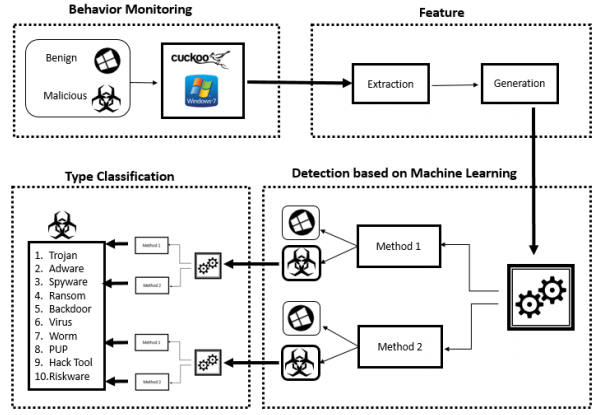 Behavior Monitoring
Feature
Benign
Malicious
cuckoo
Windows 7
Extraction
Generation
Type Classification
Detection based on Machine Learning
1. Trojan
2. Adware
3. Spyware
4. Ransom
5. Backdoor
6. Virus
7. Worm
8. PUP
9. Hack Tool
10.Riskware
Method 1
Method 2
Method 1
Method 2
Method 1
Method 2